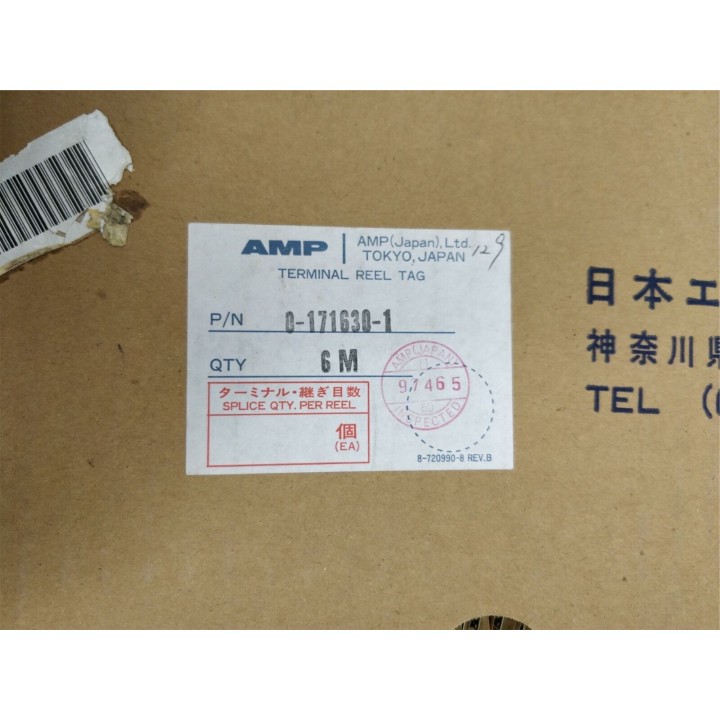 AMP
AMP(Japan), Ltd.
TOKYO, JAPAN
129
TERMINAL REEL TAG
P/N 0-171630-1
QTY 6 M
ターミナル・継ぎ目数
SPLICE QTY. PER REEL
個
(EA)
AMP(JAPAN
9 1 4 6 5
INSPECTED
8-720990-8 REV.B
日本エ
神奈川県
TEL (